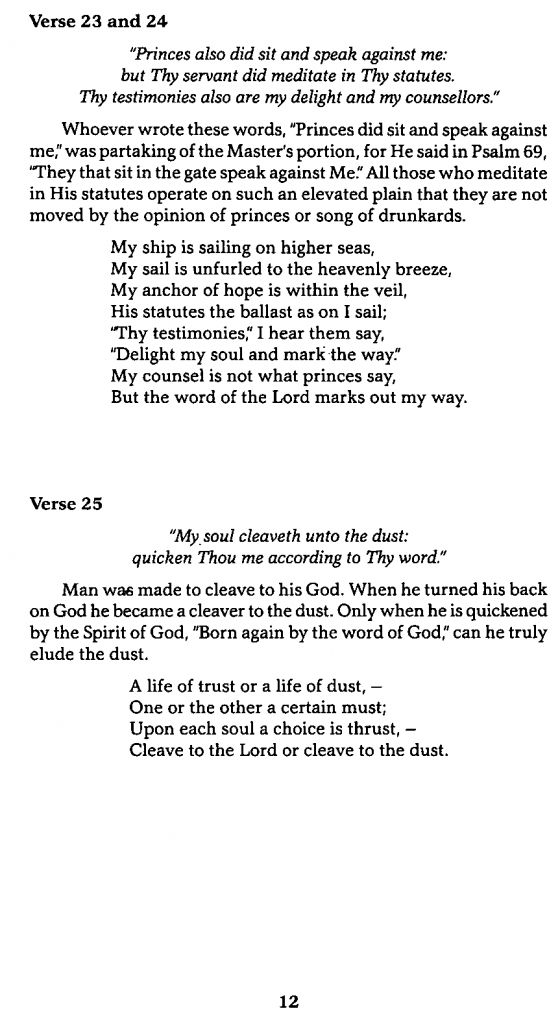 Verse 23 and 24
"Princes also did sit and speak against me:
but Thy servant did meditate in Thy statutes.
Thy testimonies also are my delight and my counsellors."
Whoever wrote these words, "Princes did sit and speak against
me," was partaking of the Master's portion, for He said in Psalm 69,
"They that sit in the gate speak against Me." All those who meditate
in His statutes operate on such an elevated plain that they are not
moved by the opinion of princes or song of drunkards.
My ship is sailing on higher seas,
My sail is unfurled to the heavenly breeze,
My anchor of hope is within the veil,
His statutes the ballast as on I sail;
"Thy testimonies," I hear them say,
"Delight my soul and mark the way."
My counsel is not what princes say,
But the word of the Lord marks out my way.
Verse 25
"My soul cleaveth unto the dust:
quicken Thou me according to Thy word."
Man was made to cleave to his God. When he turned his back
on God he became a cleaver to the dust. Only when he is quickened
by the Spirit of God, "Born again by the word of God," can he truly
elude the dust.
A life of trust or a life of dust, –
One or the other a certain must;
Upon each soul a choice is thrust, –
Cleave to the Lord or cleave to the dust.
12